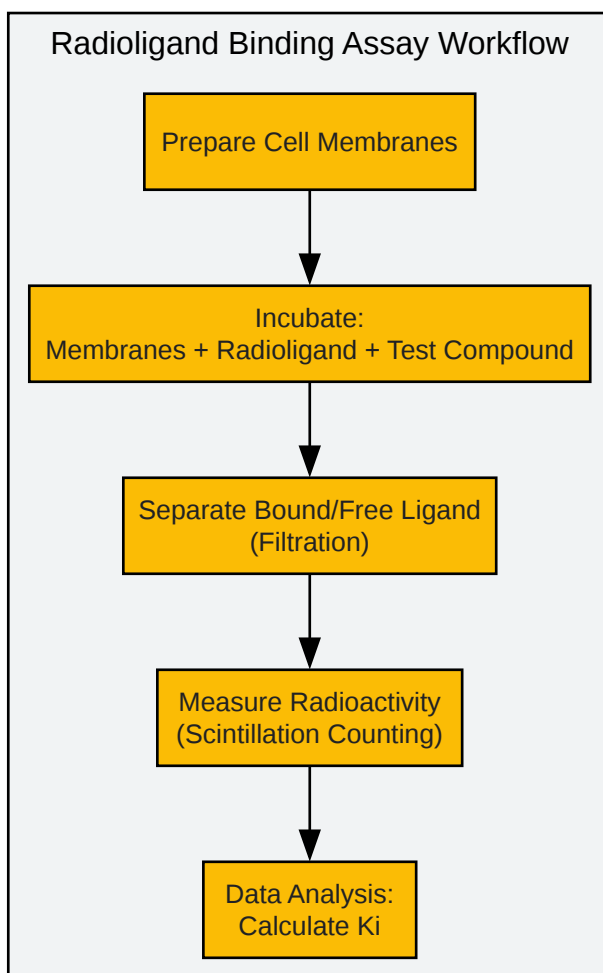 Radioligand Binding Assay Workflow
Prepare Cell Membranes
Incubate:
Membranes + Radioligand + Test Compound
Separate Bound/Free Ligand
(Filtration)
Measure Radioactivity
(Scintillation Counting)
Data Analysis:
Calculate Ki